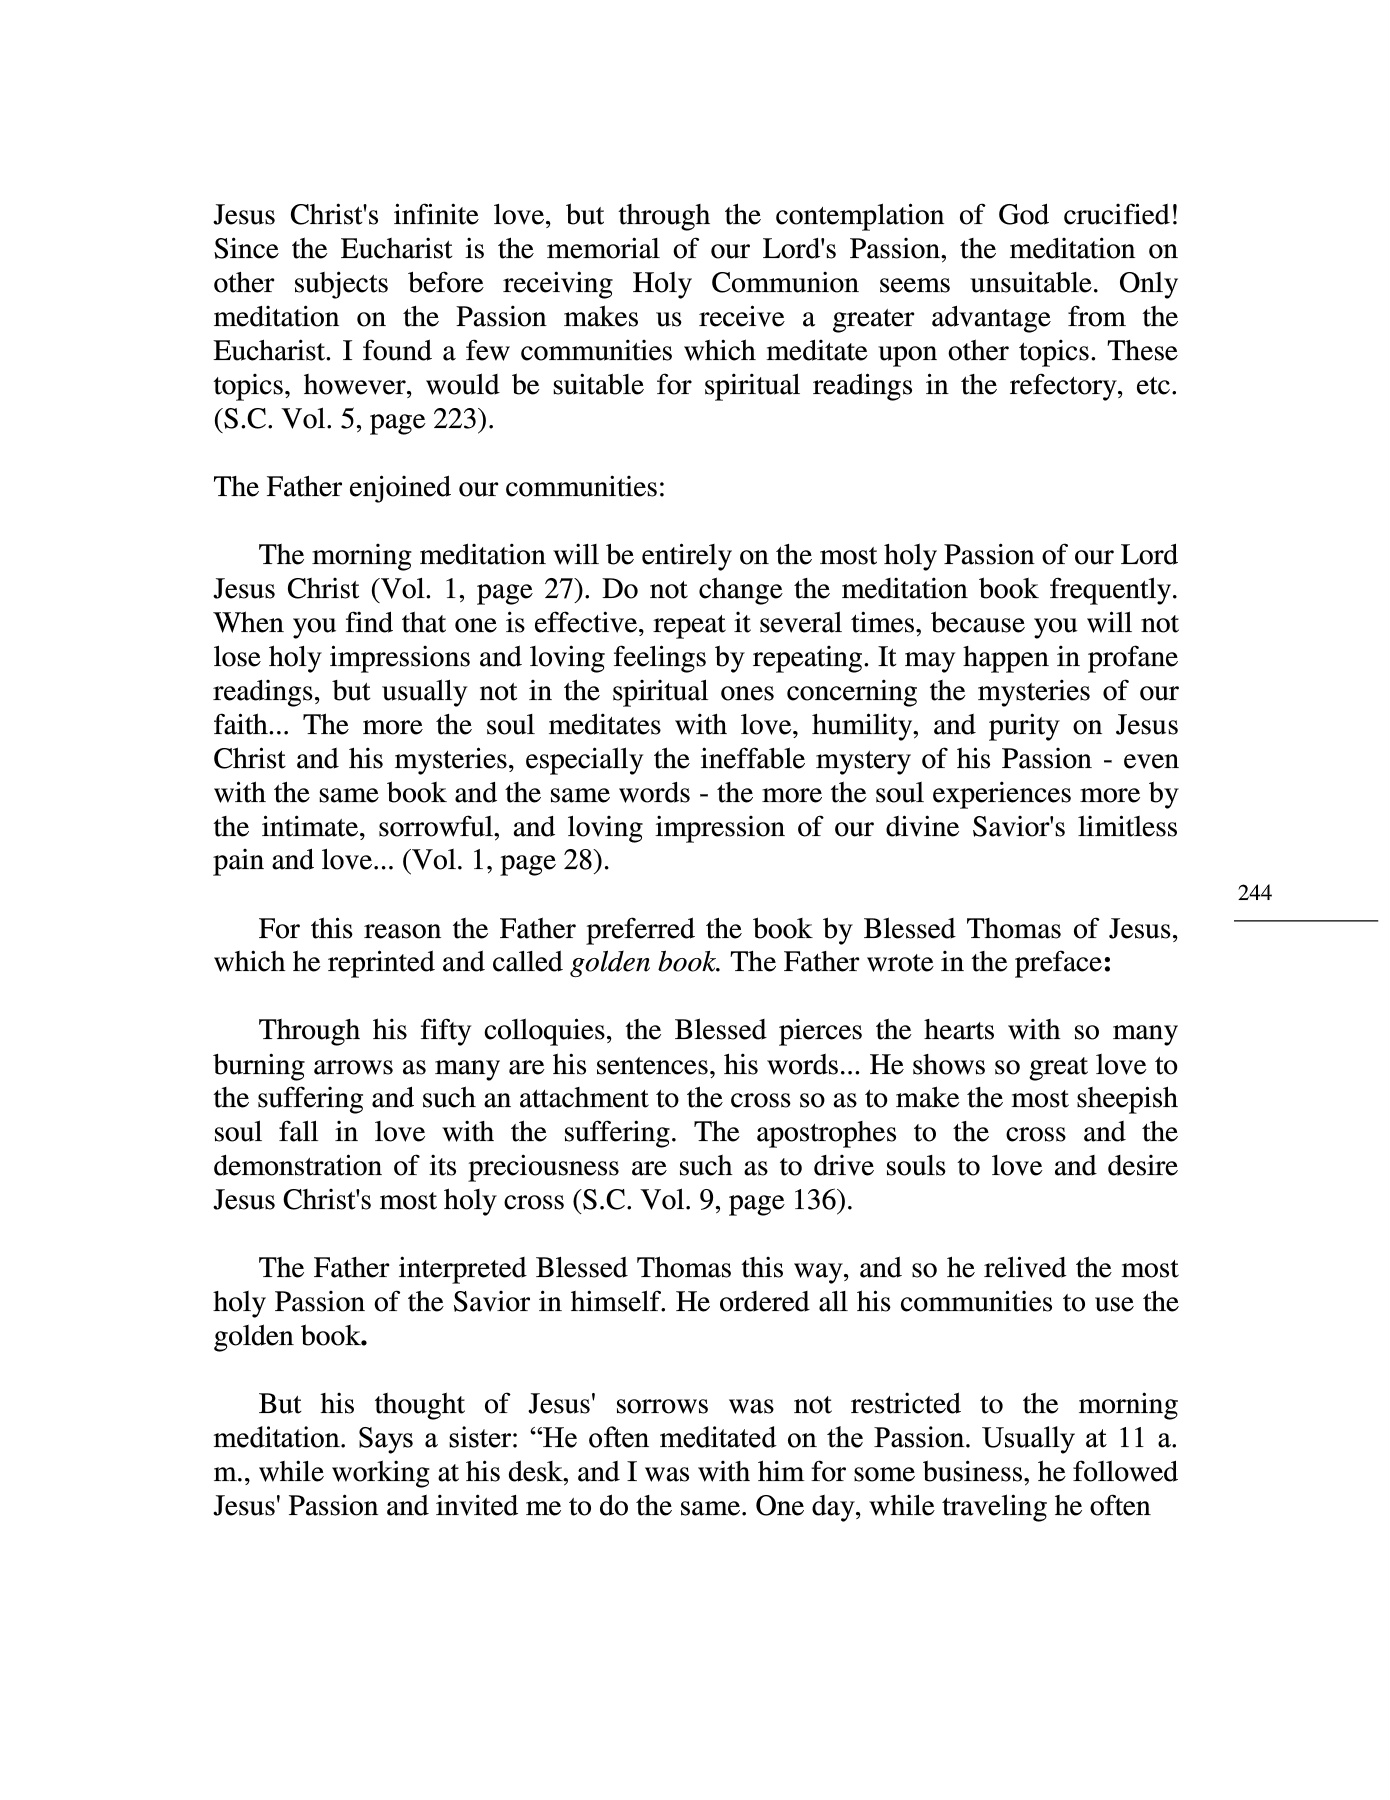 Jesus Christ's infinite love, but through the contemplation of God crucified!
Since the Eucharist is the memorial of our Lord's Passion, the meditation on
other subjects before receiving Holy Communion seems unsuitable. Only
meditation on the Passion makes us receive a greater advantage from the
Eucharist. I found a few communities which meditate upon other topics. These
topics, however, would be suitable for spiritual readings in the refectory, etc.
(S.C. Vol. 5, page 223).
The Father enjoined our communities:
The morning meditation will be entirely on the most holy Passion of our Lord
Jesus Christ (Vol. 1, page 27). Do not change the meditation book frequently.
When you find that one is effective, repeat it several times, because you will not
lose holy impressions and loving feelings by repeating. It may happen in profane
readings, but usually not in the spiritual ones concerning the mysteries of our
faith... The more the soul meditates with love, humility, and purity on Jesus
Christ and his mysteries, especially the ineffable mystery of his Passion - even
with the same book and the same words - the more the soul experiences more by
the intimate, sorrowful, and loving impression of our divine Savior's limitless
pain and love... (Vol. 1, page 28).
244
For this reason the Father preferred the book by Blessed Thomas of Jesus,
which he reprinted and called golden book. The Father wrote in the preface:
Through his fifty colloquies, the Blessed pierces the hearts with so many
burning arrows as many are his sentences, his words... He shows so great love to
the suffering and such an attachment to the cross so as to make the most sheepish
soul fall in love with the suffering. The apostrophes to the cross and the
demonstration of its preciousness are such as to drive souls to love and desire
Jesus Christ's most holy cross (S.C. Vol. 9, page 136).
The Father interpreted Blessed Thomas this way, and so he relived the most
holy Passion of the Savior in himself. He ordered all his communities to use the
golden book.
But his thought of Jesus' sorrows was not restricted to the morning
meditation. Says a sister: “He often meditated on the Passion. Usually at 11 a.
m., while working at his desk, and I was with him for some business, he followed
Jesus' Passion and invited me to do the same. One day, while traveling he often